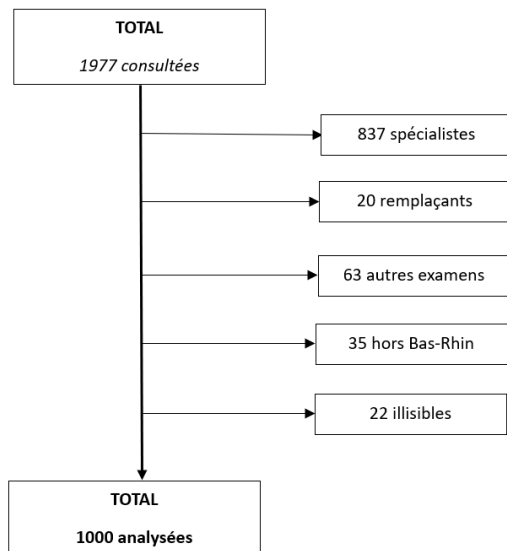 TOTAL
1977 consultées
837 spécialistes
20 remplaçants
63 autres examens
35 hors Bas-Rhin
22 illisibles
TOTAL
1000 analysées